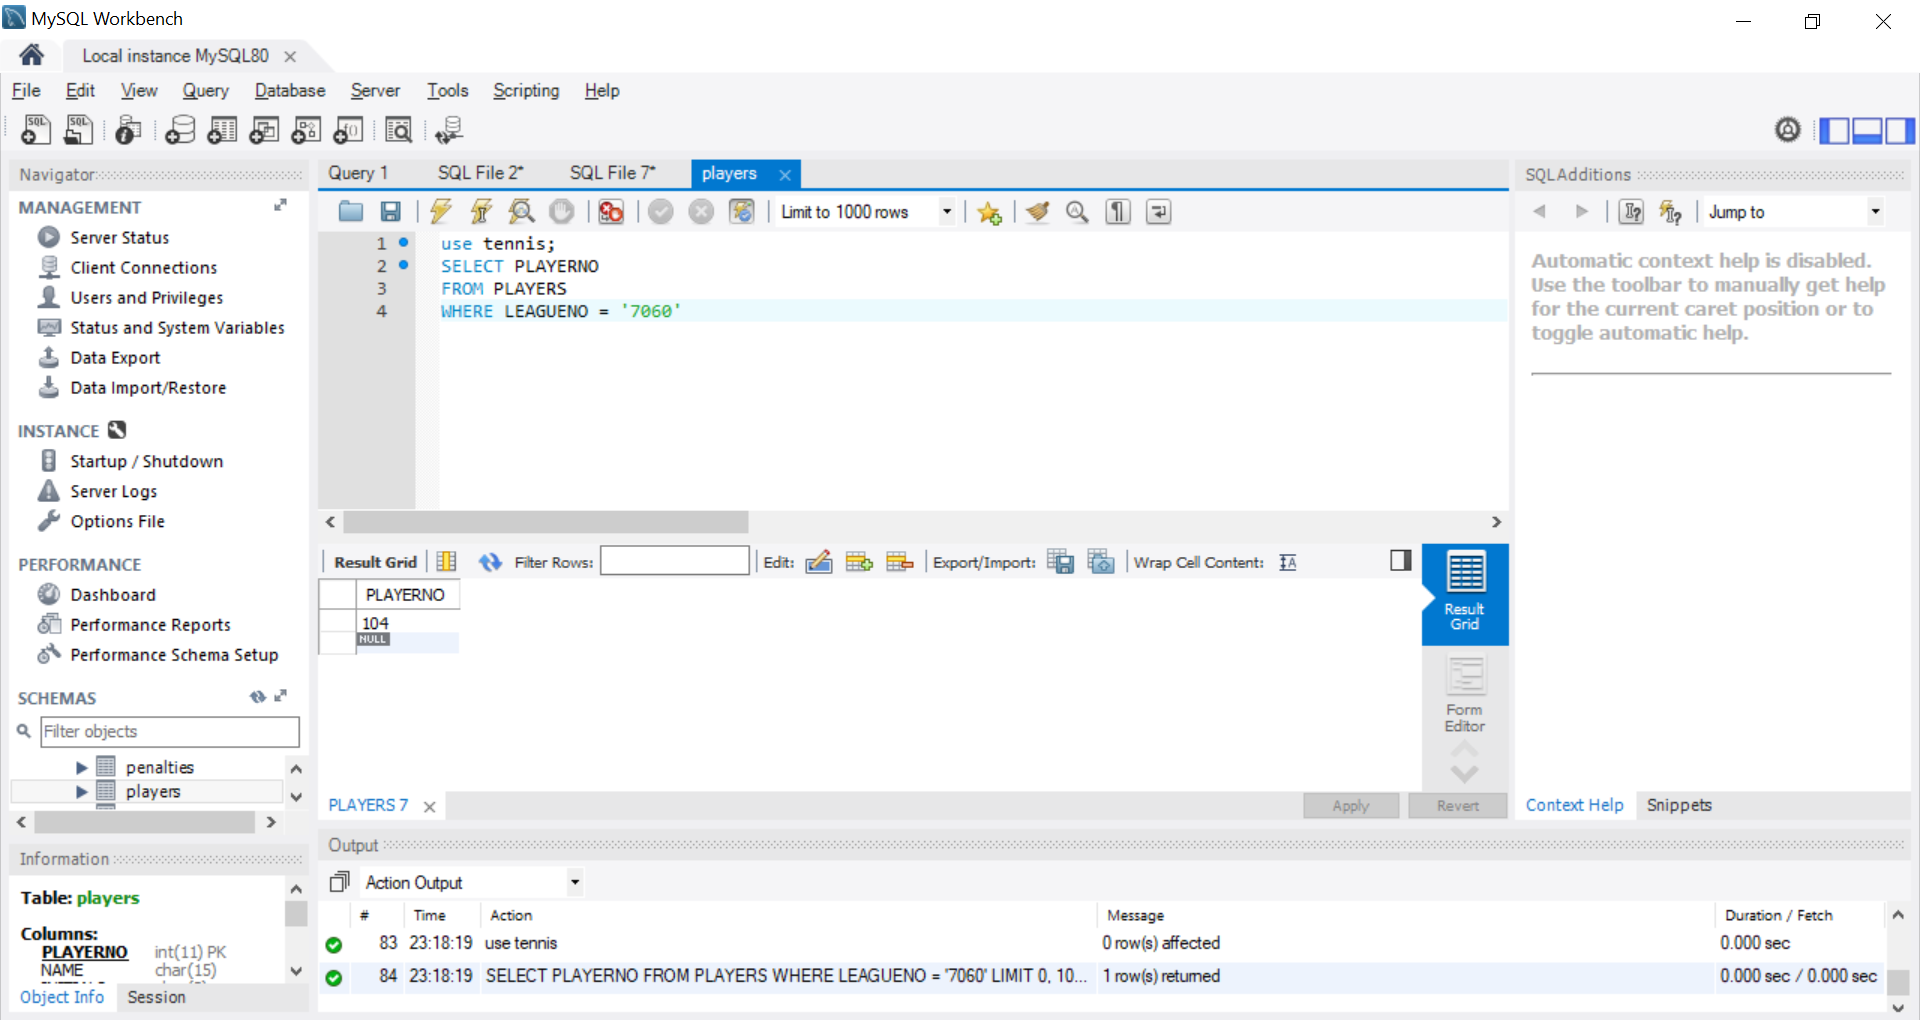 MySQL Workbench
Local instance MySQL80
File Edit View Query Database Server Tools Scripting Help
Navigator
MANAGEMENT
Server Status
Client Connections
Users and Privileges
Status and System Variables
Data Export
Data Import/Restore
INSTANCE
Startup / Shutdown
Server Logs
Options File
PERFORMANCE
Dashboard
Performance Reports
Performance Schema Setup
SCHEMAS
Filter objects
penalties
players
Information
Table: players
Columns:
PLAYERNO int(11) PK
NAME char(15)
Object Info Session
Query 1 SQL File 2* SQL File 7* players
Limit to 1000 rows
1 use tennis;
2 SELECT PLAYERNO
3 FROM PLAYERS
4 WHERE LEAGUENO = '7060'
Result Grid Filter Rows: Edit: Export/Import: Wrap Cell Content:
PLAYERNO
104
NULL
Result
Grid
Form
Editor
PLAYERS 7
Apply Revert
SQLAdditions
Jump to
Automatic context help is disabled.
Use the toolbar to manually get help
for the current caret position or to
toggle automatic help.
Context Help Snippets
Output
Action Output
# Time Action Message Duration / Fetch
83 23:18:19 use tennis 0 row(s) affected 0.000 sec
84 23:18:19 SELECT PLAYERNO FROM PLAYERS WHERE LEAGUENO = '7060' LIMIT 0, 10... 1 row(s) returned 0.000 sec / 0.000 sec